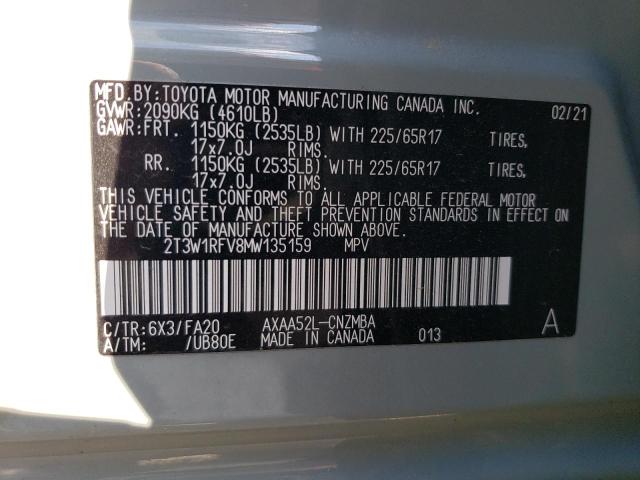 MFD. BY:TOYOTA MOTOR MANUFACTURING CANADA INC.
GVWR:2090KG (4610LB) 02/21
GAWR:FRT. 1150KG (2535LB) WITH 225/65R17 TIRES,
17x7.0J RIMS.
RR. 1150KG (2535LB) WITH 225/65R17 TIRES,
17x7.0J RIMS.
THIS VEHICLE CONFORMS TO ALL APPLICABLE FEDERAL MOTOR
VEHICLE SAFETY AND THEFT PREVENTION STANDARDS IN EFFECT ON
THE DATE OF MANUFACTURE SHOWN ABOVE.
2T3W1RFV8MW135159 MPV
C/TR:6X3/FA20 AXAA52L-CNZMBA A
A/TM: /UB80E MADE IN CANADA 013